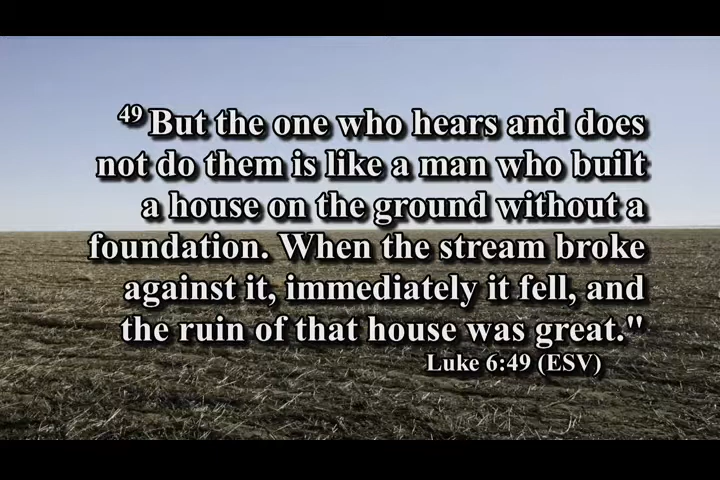 49 But the one who hears and does
not do them is like a man who built
a house on the ground without a
foundation. When the stream broke
against it, immediately it fell, and
the ruin of that house was great."
Luke 6:49 (ESV)